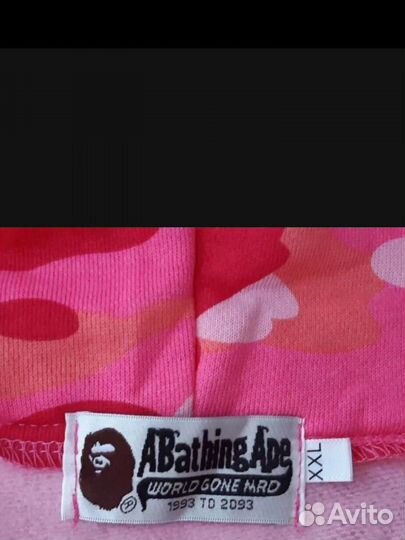 ABathing Ape
WORLD GONE MAD
1993 TO 2093
XXL
Avito